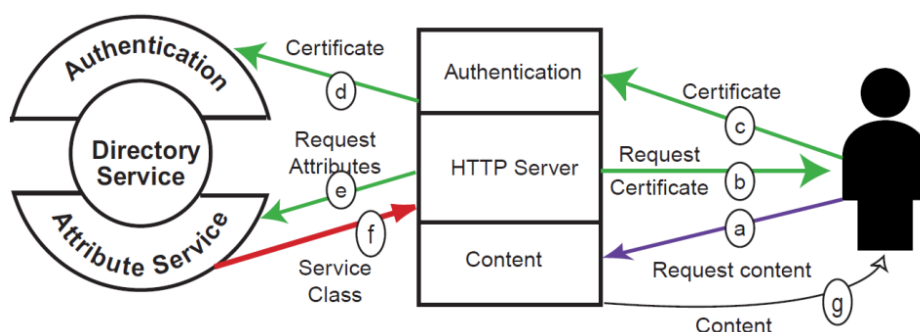 Authentication
Directory
Service
Attribute Service
Certificate
d
Request
Attributes
e
f
Service
Class
Authentication
HTTP Server
Content
Certificate
c
Request
Certificate
b
a
Request content
g
Content